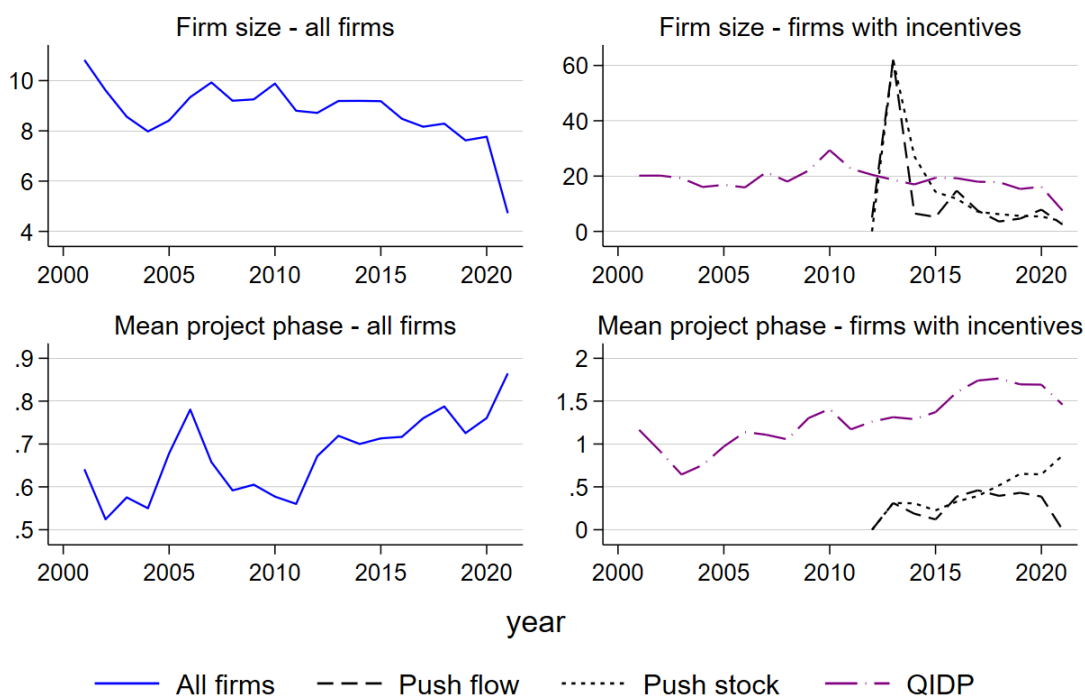 Firm size - all firms
10
8
6
4
2000 2005 2010 2015 2020
Firm size - firms with incentives
60
40
20
0
2000 2005 2010 2015 2020
Mean project phase - all firms
.9
.8
.7
.6
.5
2000 2005 2010 2015 2020
Mean project phase - firms with incentives
2
1.5
1
.5
0
2000 2005 2010 2015 2020
year
All firms Push flow Push stock QIDP